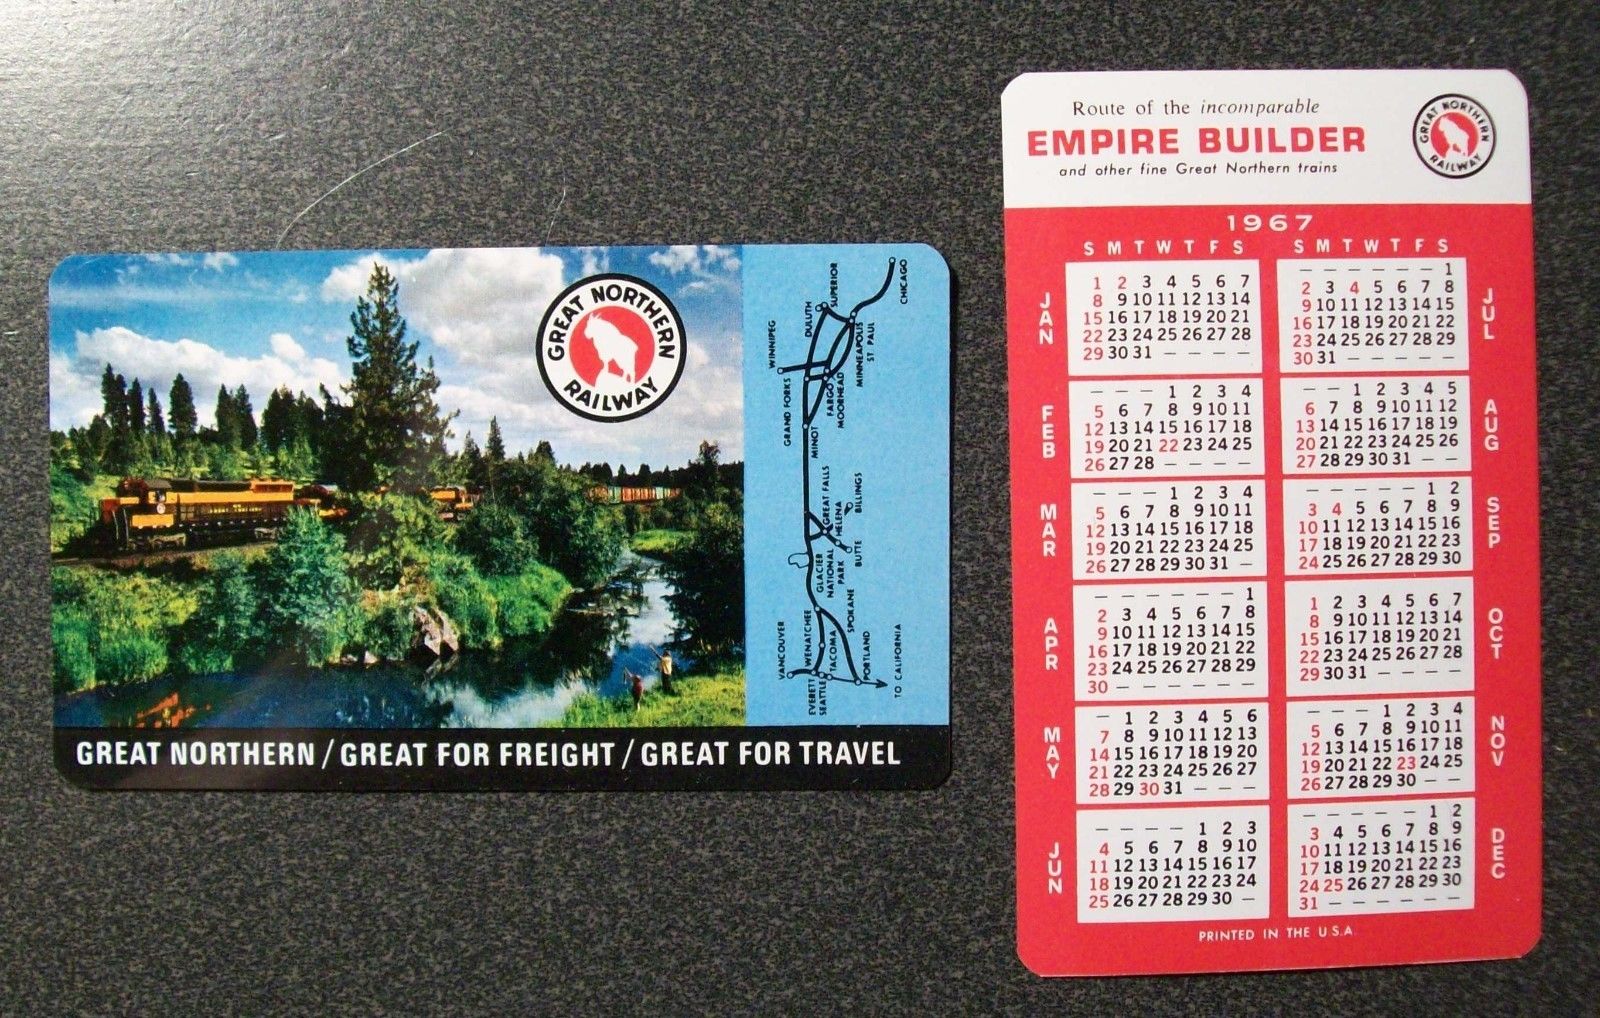 GREAT NORTHERN RAILWAY
WINNIPEG
GRAND FORKS
DULUTH
SUPERIOR
CHICAGO
MINNEAPOLIS
ST. PAUL
FARGO
MOORHEAD
MINOT
GREAT FALLS
HELENA
BILLINGS
BUTTE
GLACIER
NATIONAL
PARK
SPOKANE
VANCOUVER
WENATCHEE
EVERETT
SEATTLE
TACOMA
PORTLAND
TO CALIFORNIA
GREAT NORTHERN / GREAT FOR FREIGHT / GREAT FOR TRAVEL
Route of the incomparable
EMPIRE BUILDER
and other fine Great Northern trains
GREAT NORTHERN RAILWAY
1967
S M T W T F S
JAN
1 2 3 4 5 6 7
8 9 10 11 12 13 14
15 16 17 18 19 20 21
22 23 24 25 26 27 28
29 30 31 — — — —
FEB
— — — 1 2 3 4
5 6 7 8 9 10 11
12 13 14 15 16 17 18
19 20 21 22 23 24 25
26 27 28 — — — —
MAR
— — — 1 2 3 4
5 6 7 8 9 10 11
12 13 14 15 16 17 18
19 20 21 22 23 24 25
26 27 28 29 30 31 —
APR
— — — — — — 1
2 3 4 5 6 7 8
9 10 11 12 13 14 15
16 17 18 19 20 21 22
23 24 25 26 27 28 29
30 — — — — — —
MAY
— 1 2 3 4 5 6
7 8 9 10 11 12 13
14 15 16 17 18 19 20
21 22 23 24 25 26 27
28 29 30 31 — — —
JUN
— — — — 1 2 3
4 5 6 7 8 9 10
11 12 13 14 15 16 17
18 19 20 21 22 23 24
25 26 27 28 29 30 —
S M T W T F S
JUL
— — — — — — 1
2 3 4 5 6 7 8
9 10 11 12 13 14 15
16 17 18 19 20 21 22
23 24 25 26 27 28 29
30 31 — — — — —
AUG
— — 1 2 3 4 5
6 7 8 9 10 11 12
13 14 15 16 17 18 19
20 21 22 23 24 25 26
27 28 29 30 31 — —
SEP
— — — — — 1 2
3 4 5 6 7 8 9
10 11 12 13 14 15 16
17 18 19 20 21 22 23
24 25 26 27 28 29 30
OCT
1 2 3 4 5 6 7
8 9 10 11 12 13 14
15 16 17 18 19 20 21
22 23 24 25 26 27 28
29 30 31 — — — —
NOV
— — — 1 2 3 4
5 6 7 8 9 10 11
12 13 14 15 16 17 18
19 20 21 22 23 24 25
26 27 28 29 30 — —
DEC
— — — — — 1 2
3 4 5 6 7 8 9
10 11 12 13 14 15 16
17 18 19 20 21 22 23
24 25 26 27 28 29 30
31 — — — — — —
PRINTED IN THE U.S.A.